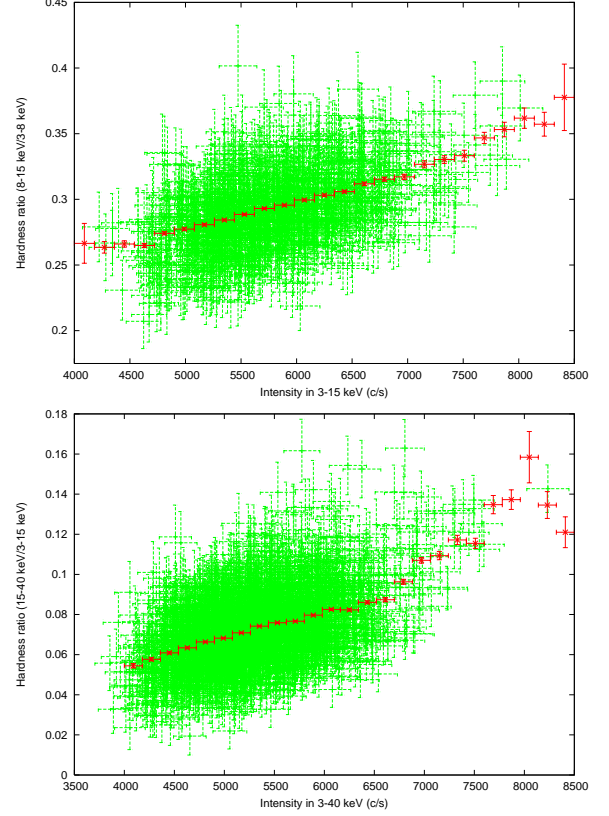 0.45
0.4
0.35
0.3
0.25
0.2
Hardness ratio (8-15 keV/3-8 keV)
4000 4500 5000 5500 6000 6500 7000 7500 8000 8500
Intensity in 3-15 keV (c/s)
0.18
0.16
0.14
0.12
0.1
0.08
0.06
0.04
0.02
0
Hardness ratio (15-40 keV/3-15 keV)
3500 4000 4500 5000 5500 6000 6500 7000 7500 8000 8500
Intensity in 3-40 keV (c/s)